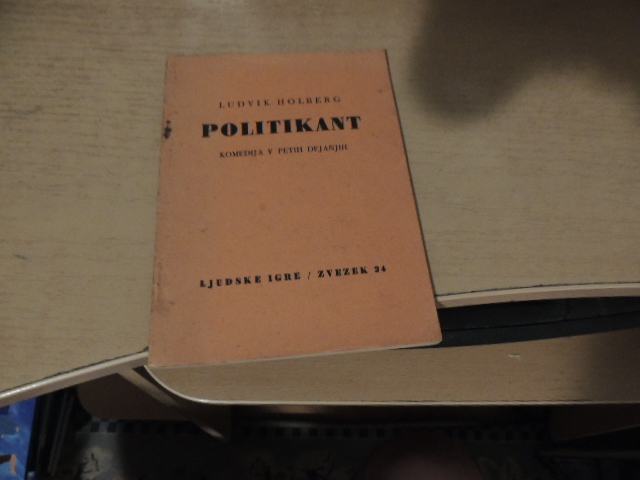 LUDVIK HOLBERG
POLITIKANT
KOMEDIJA V PETIH DEJANJIH
LJUDSKE IGRE / ZVEZEK 24